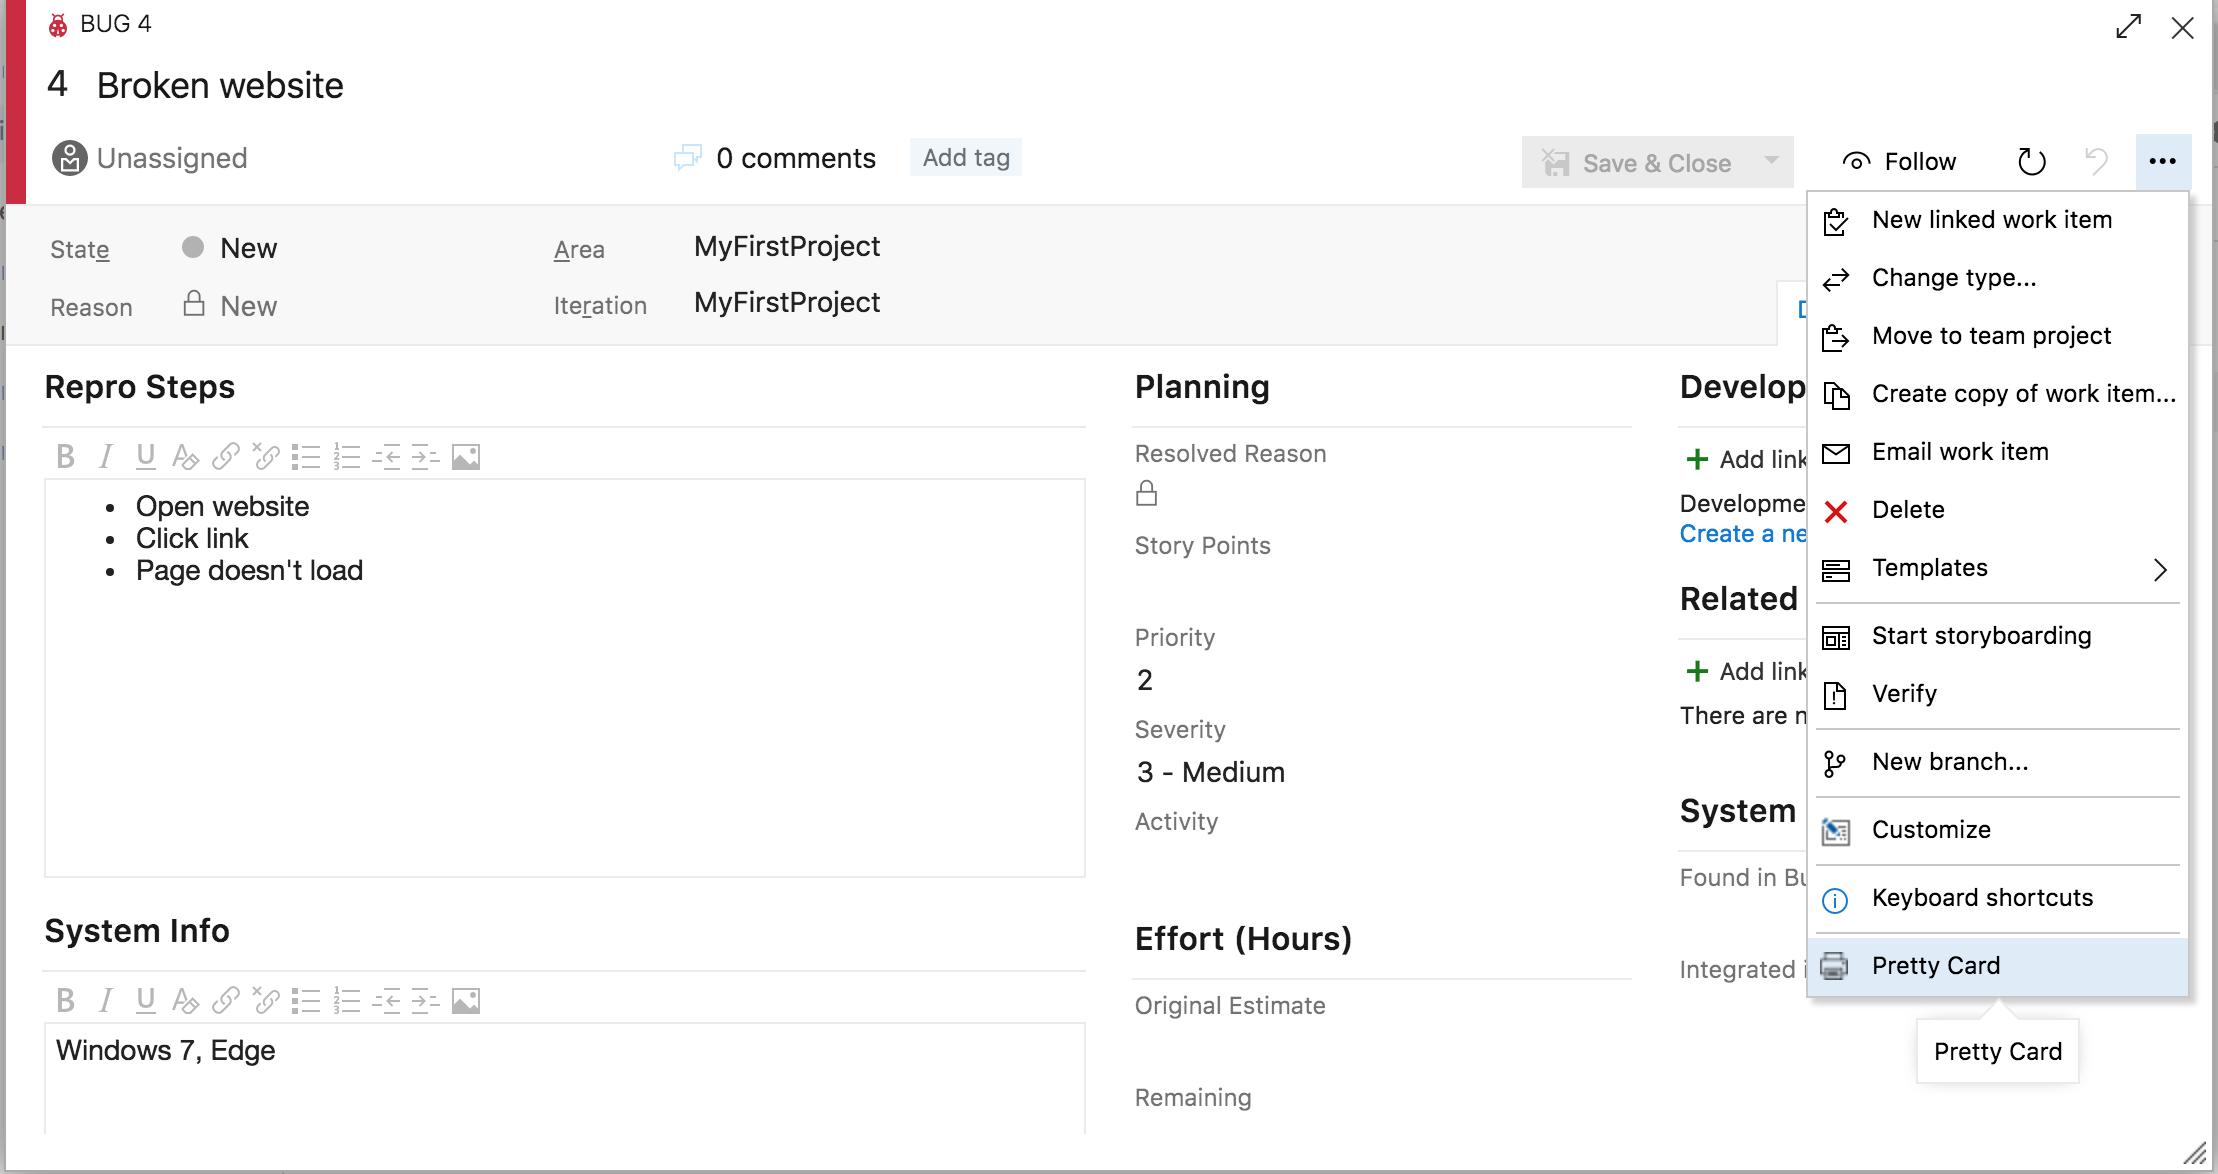 BUG 4
4 Broken website
Unassigned
0 comments
Add tag
Save & Close
Follow
State
New
Area
MyFirstProject
Reason
New
Iteration
MyFirstProject
Repro Steps
Open website
Click link
Page doesn't load
System Info
Windows 7, Edge
Planning
Resolved Reason
Story Points
Priority
2
Severity
3 - Medium
Activity
Effort (Hours)
Original Estimate
Remaining
Develop
Add link
Developme
Create a ne
Related
Add link
There are n
System
Found in Bu
Integrated i
New linked work item
Change type...
Move to team project
Create copy of work item...
Email work item
Delete
Templates
Start storyboarding
Verify
New branch...
Customize
Keyboard shortcuts
Pretty Card
Pretty Card